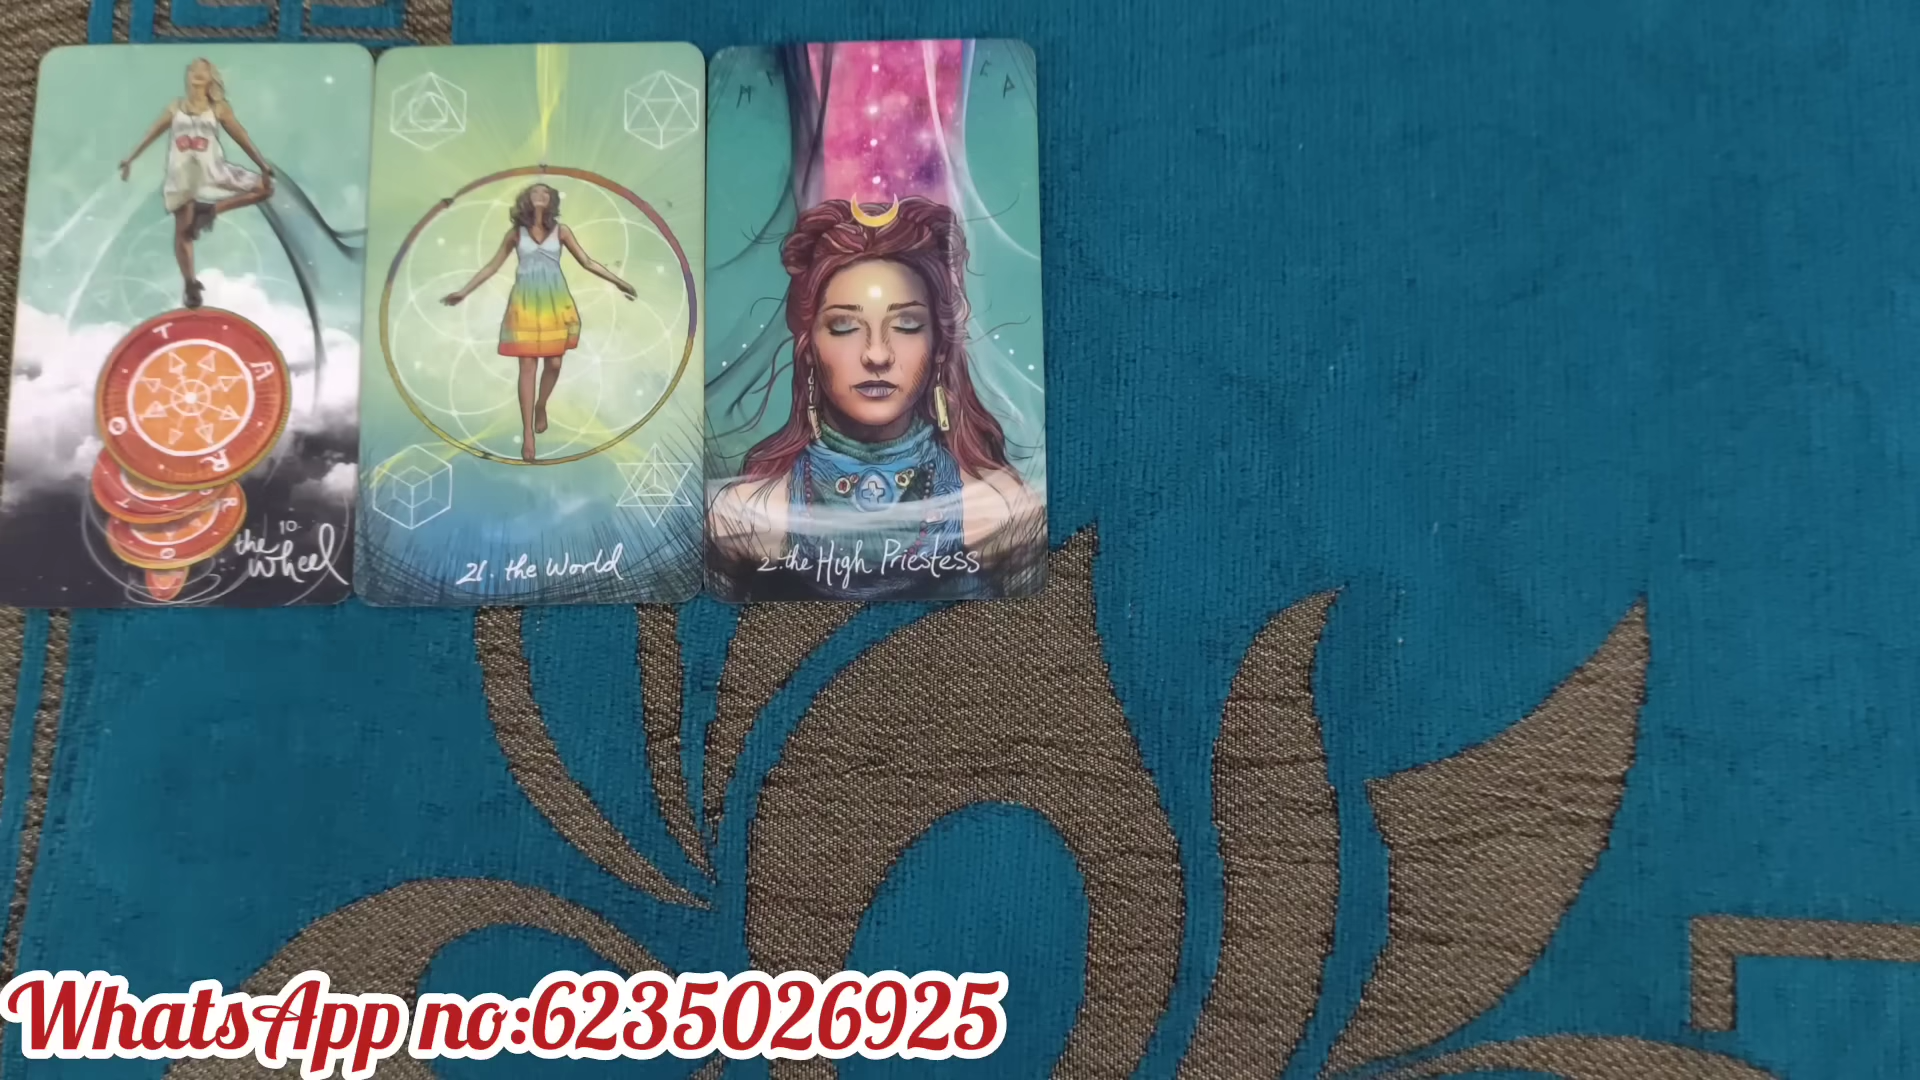 T
A
R
O
T
R
O
T
O
10
the
wheel
21. the World
2. the High Priestess
WhatsApp no:6235026925